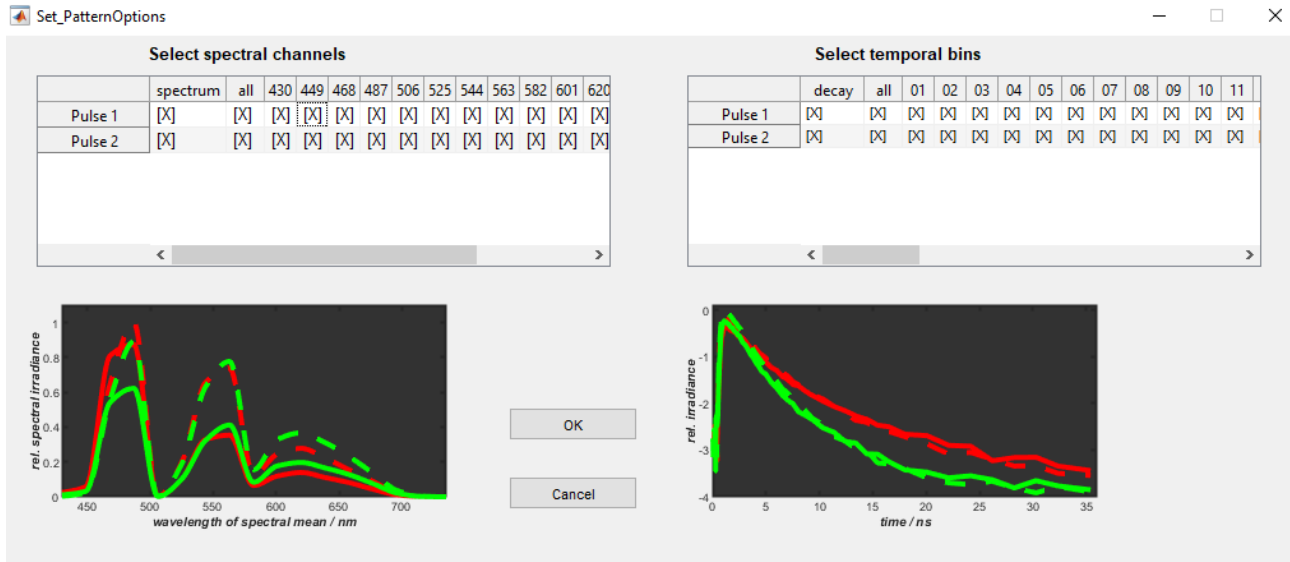 Set_PatternOptions
Select spectral channels
spectrum all 430 449 468 487 506 525 544 563 582 601 620
Pulse 1 [X] [X] [X] [X] [X] [X] [X] [X] [X] [X] [X] [X] [X]
Pulse 2 [X] [X] [X] [X] [X] [X] [X] [X] [X] [X] [X] [X] [X]
Select temporal bins
decay all 01 02 03 04 05 06 07 08 09 10 11
Pulse 1 [X] [X] [X] [X] [X] [X] [X] [X] [X] [X] [X] [X] [X]
Pulse 2 [X] [X] [X] [X] [X] [X] [X] [X] [X] [X] [X] [X] [X]
rel. spectral irradiance
1
0.8
0.6
0.4
0.2
0
450 500 550 600 650 700
wavelength of spectral mean / nm
OK
Cancel
rel. irradiance
0
-1
-2
-3
-4
0 5 10 15 20 25 30 35
time / ns